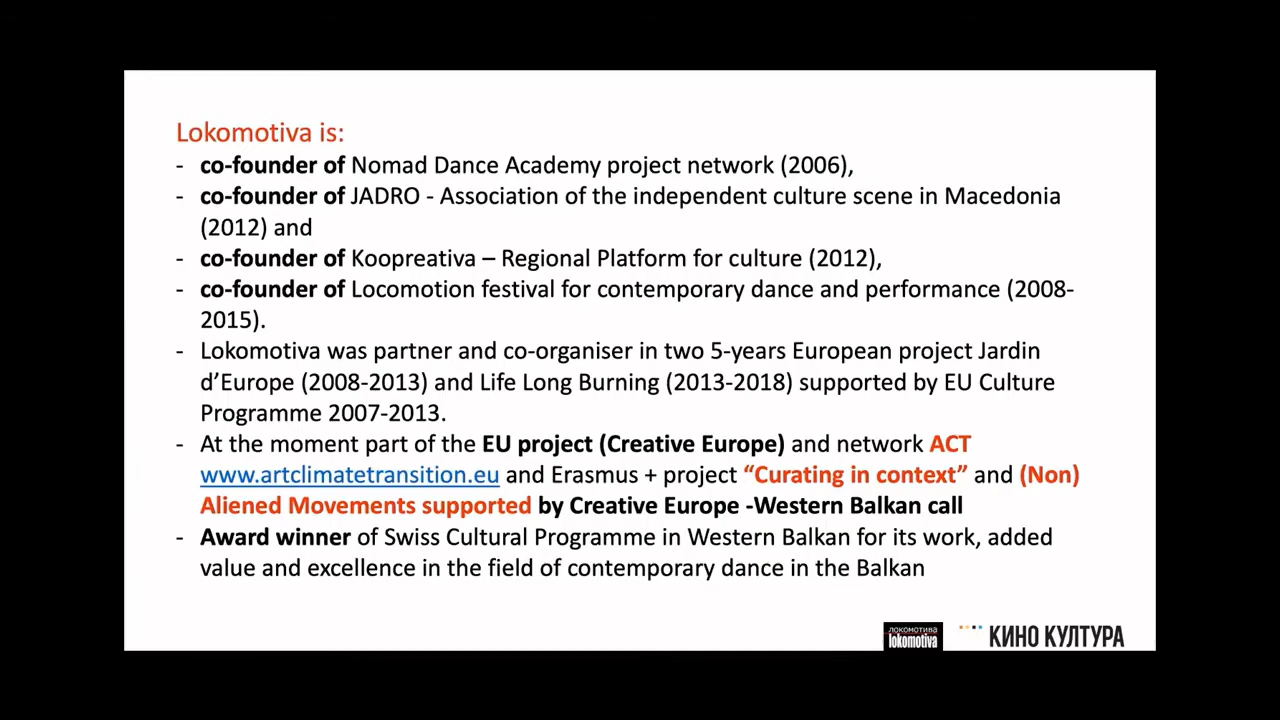 Lokomotiva is:
- co-founder of Nomad Dance Academy project network (2006),
- co-founder of JADRO - Association of the independent culture scene in Macedonia
(2012) and
- co-founder of Koopreativa – Regional Platform for culture (2012),
- co-founder of Locomotion festival for contemporary dance and performance (2008-
2015).
- Lokomotiva was partner and co-organiser in two 5-years European project Jardin
d’Europe (2008-2013) and Life Long Burning (2013-2018) supported by EU Culture
Programme 2007-2013.
- At the moment part of the EU project (Creative Europe) and network ACT
www.artclimatetransition.eu and Erasmus + project “Curating in context” and (Non)
Aliened Movements supported by Creative Europe -Western Balkan call
- Award winner of Swiss Cultural Programme in Western Balkan for its work, added
value and excellence in the field of contemporary dance in the Balkan
ЛОКОМОТИВА
lokomotiva
КИНО КУЛТУРА